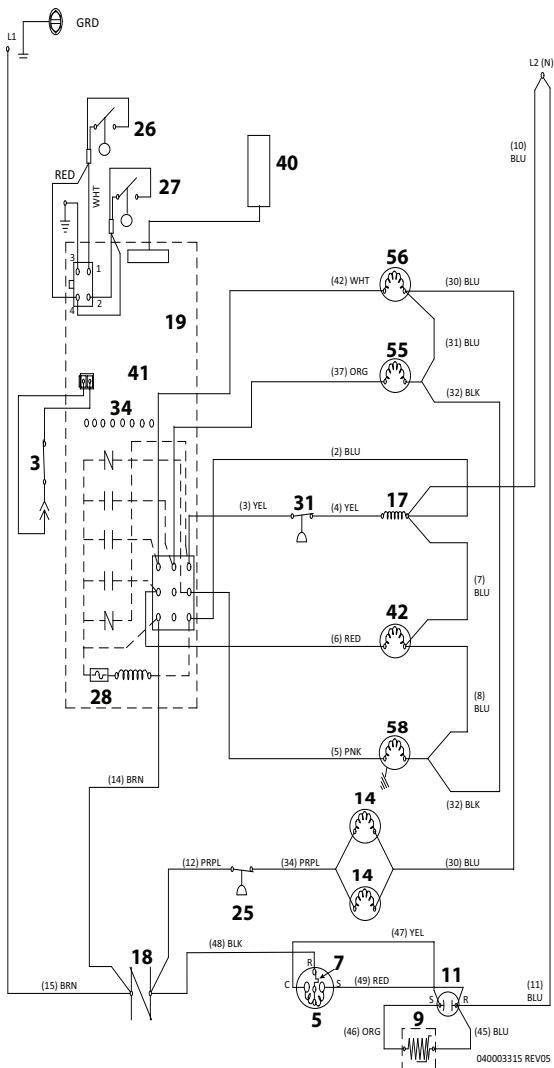 GRD
L1
L2 (N)
26
(10)
BLU
RED
WHT
27
40
3
1
4
2
19
56
(42) WHT
(30) BLU
(31) BLU
41
55
(37) ORG
(32) BLK
34
3
(2) BLU
(3) YEL
31
(4) YEL
17
(7)
BLU
42
(6) RED
28
(8)
BLU
58
(5) PNK
(14) BRN
(32) BLK
14
(12) PRPL
(34) PRPL
(30) BLU
14
25
18
(48) BLK
(47) YEL
R
7
(15) BRN
C
S
(49) RED
11
5
S
R
(11)
BLU
9
(46) ORG
(45) BLU
040003315 REV05